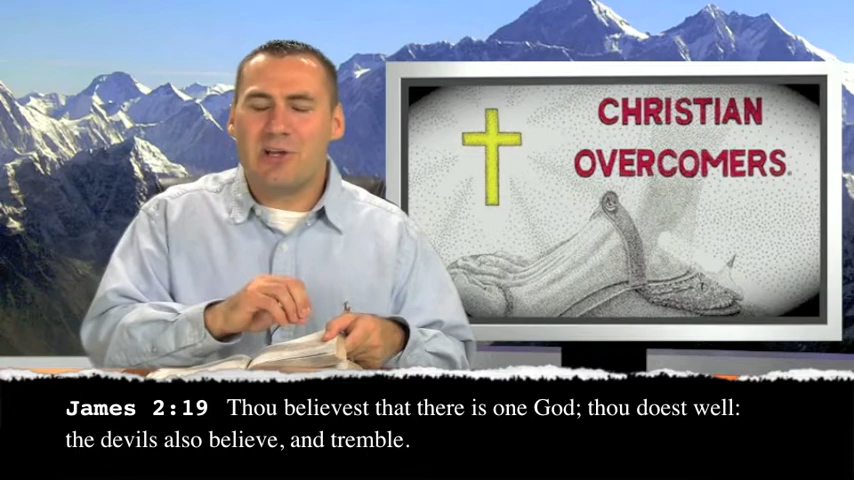 CHRISTIAN
OVERCOMERS.
James 2:19 Thou believest that there is one God; thou doest well:
the devils also believe, and tremble.